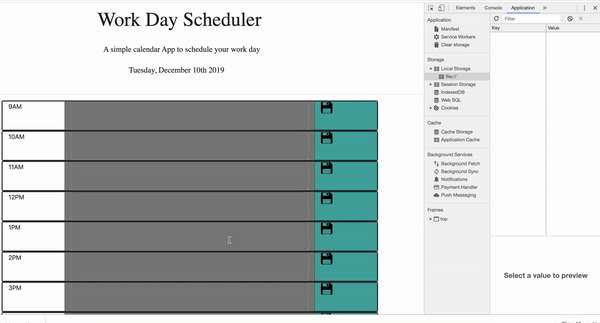 Work Day Scheduler
A simple calendar App to schedule your work day
Tuesday, December 10th 2019
9AM
10AM
11AM
12PM
1PM
2PM
3PM
Elements Console Application
Application
Manifest
Service Workers
Clear storage
Storage
Local Storage
file://
Session Storage
IndexedDB
Web SQL
Cookies
Cache
Cache Storage
Application Cache
Background Services
Background Fetch
Background Sync
Notifications
Payment Handler
Push Messaging
Frames
top
Filter
Key Value
Select a value to preview